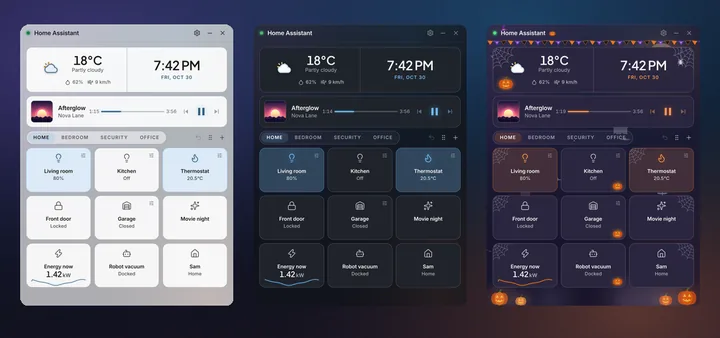 Home Assistant
18°C
Partly cloudy
62% 9 km/h
7:42 PM
FRI, OCT 30
Afterglow
Nova Lane
1:15 3:56
HOME BEDROOM SECURITY OFFICE
Living room
80%
Kitchen
Off
Thermostat
20.5°C
Front door
Locked
Garage
Closed
Movie night
Energy now
1.42 kW
Robot vacuum
Docked
Sam
Home
Home Assistant
18°C
Partly cloudy
62% 9 km/h
7:42 PM
FRI, OCT 30
Afterglow
Nova Lane
1:14 3:56
HOME BEDROOM SECURITY OFFICE
Living room
80%
Kitchen
Off
Thermostat
20.5°C
Front door
Locked
Garage
Closed
Movie night
Energy now
1.42 kW
Robot vacuum
Docked
Sam
Home
Home Assistant
18°C
Partly cloudy
62% 9 km/h
7:42 PM
FRI, OCT 30
Afterglow
Nova Lane
1:19 3:56
HOME BEDROOM SECURITY OFFICE
Living room
80%
Kitchen
Off
Thermostat
20.5°C
Front door
Locked
Garage
Closed
Movie night
Energy now
1.42 kW
Robot vacuum
Docked
Sam
Home